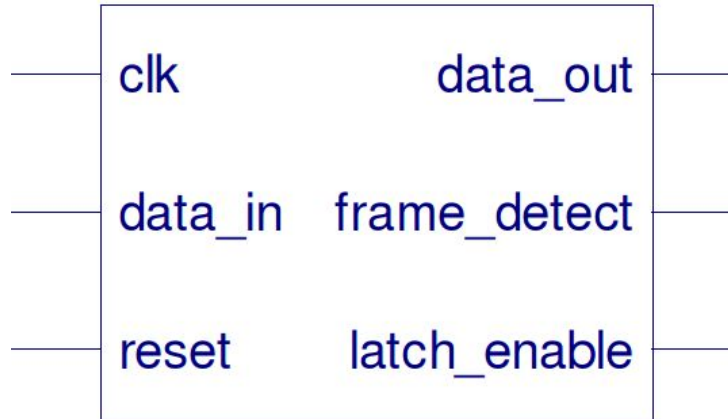 clk data_out
data_in frame_detect
reset latch_enable